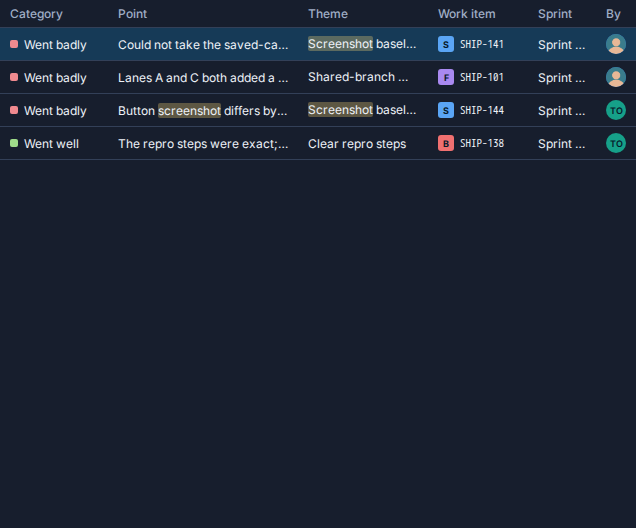 Category Point Theme Work item Sprint By
Went badly Could not take the saved-ca... Screenshot basel... S SHIP-141 Sprint ...
Went badly Lanes A and C both added a ... Shared-branch ... F SHIP-101 Sprint ...
Went badly Button screenshot differs by... Screenshot basel... S SHIP-144 Sprint ... TO
Went well The repro steps were exact;... Clear repro steps B SHIP-138 Sprint ... TO